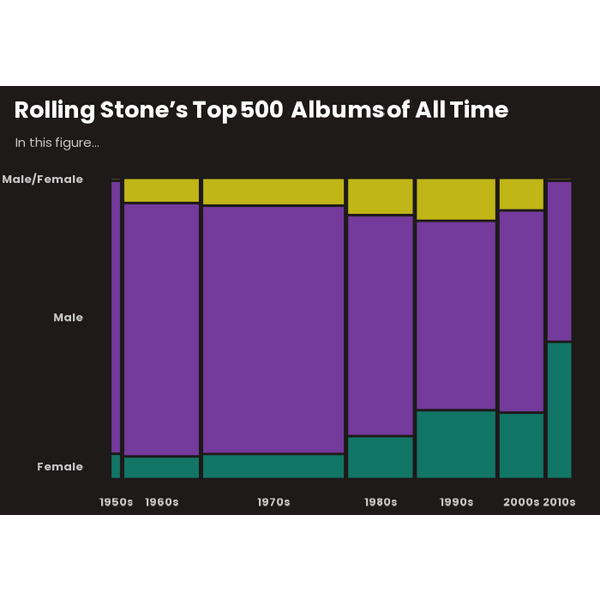 Rolling Stone’s Top 500 Albums of All Time
In this figure...
Male/Female
Male
Female
1950s 1960s 1970s 1980s 1990s 2000s 2010s